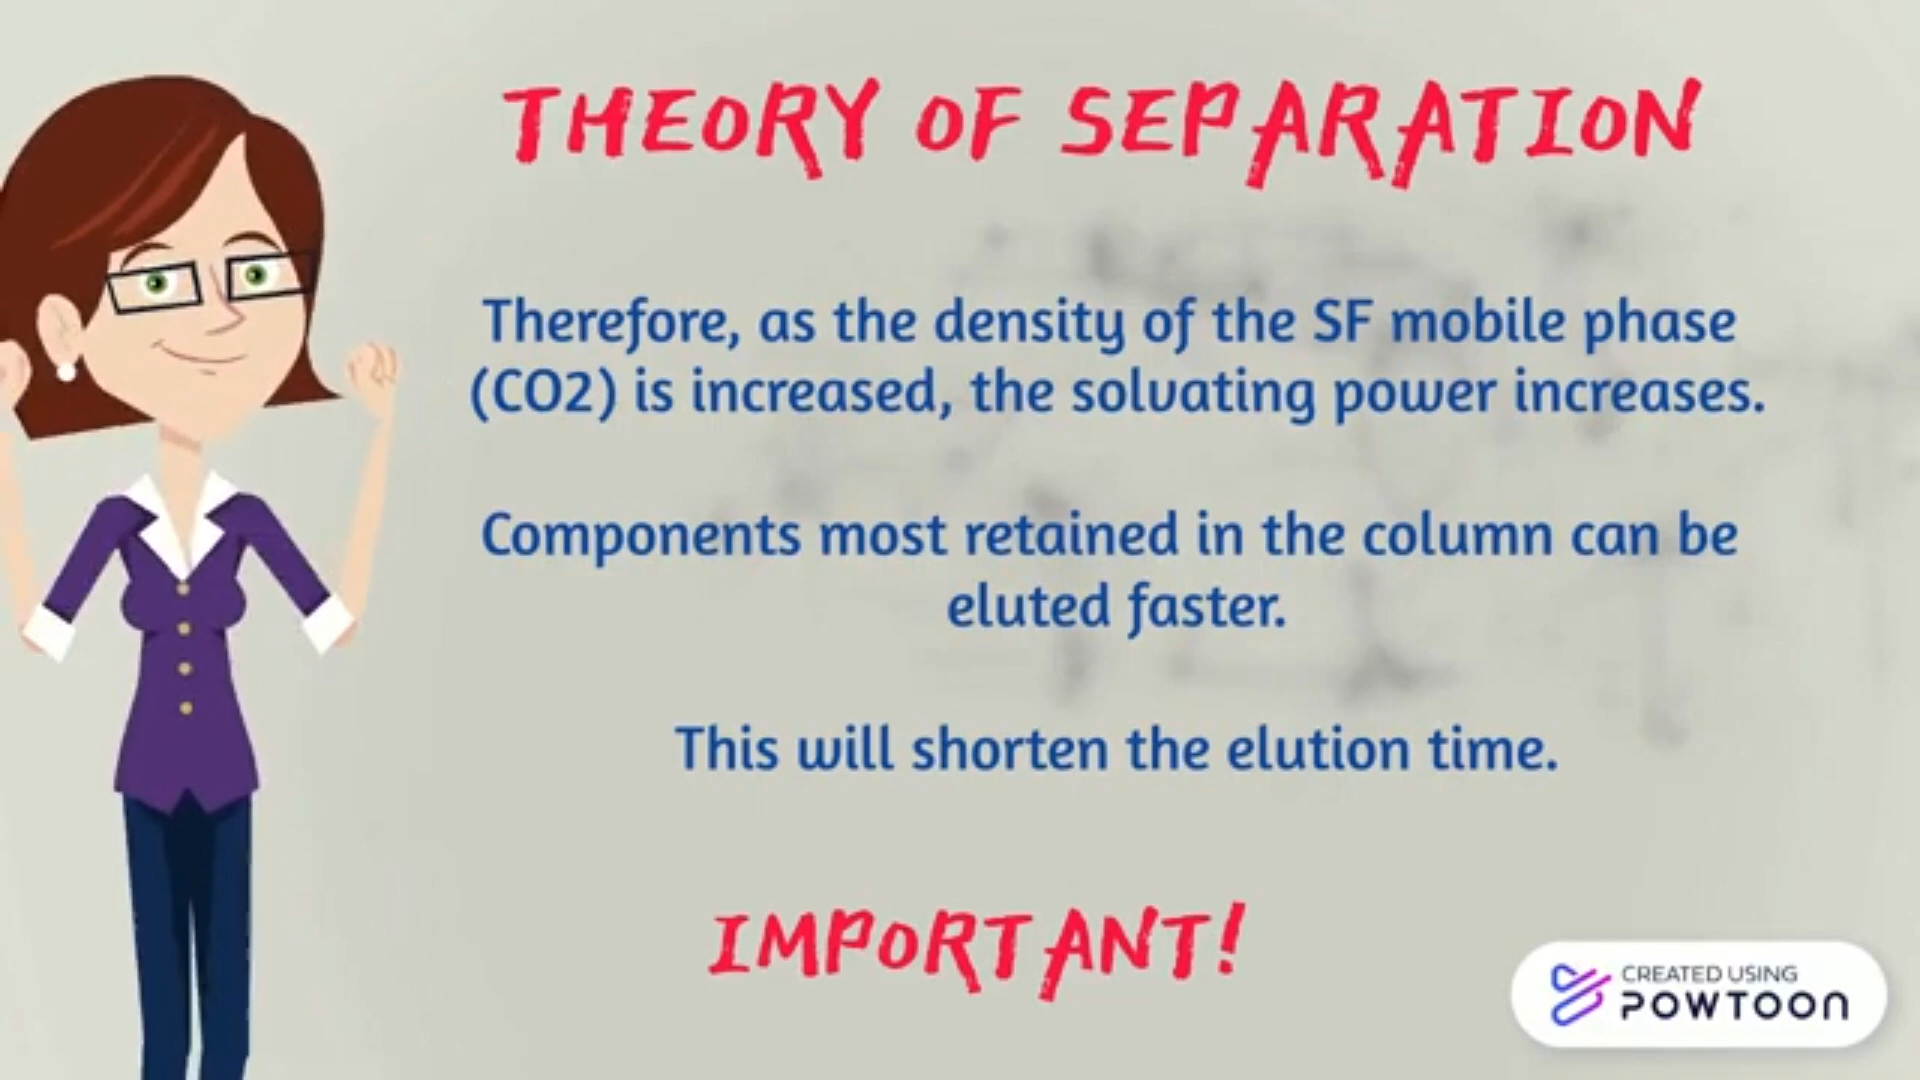 THEORY OF SEPARATION
Therefore, as the density of the SF mobile phase
(CO2) is increased, the solvating power increases.
Components most retained in the column can be
eluted faster.
This will shorten the elution time.
IMPORTANT!
CREATED USING
POWTOON